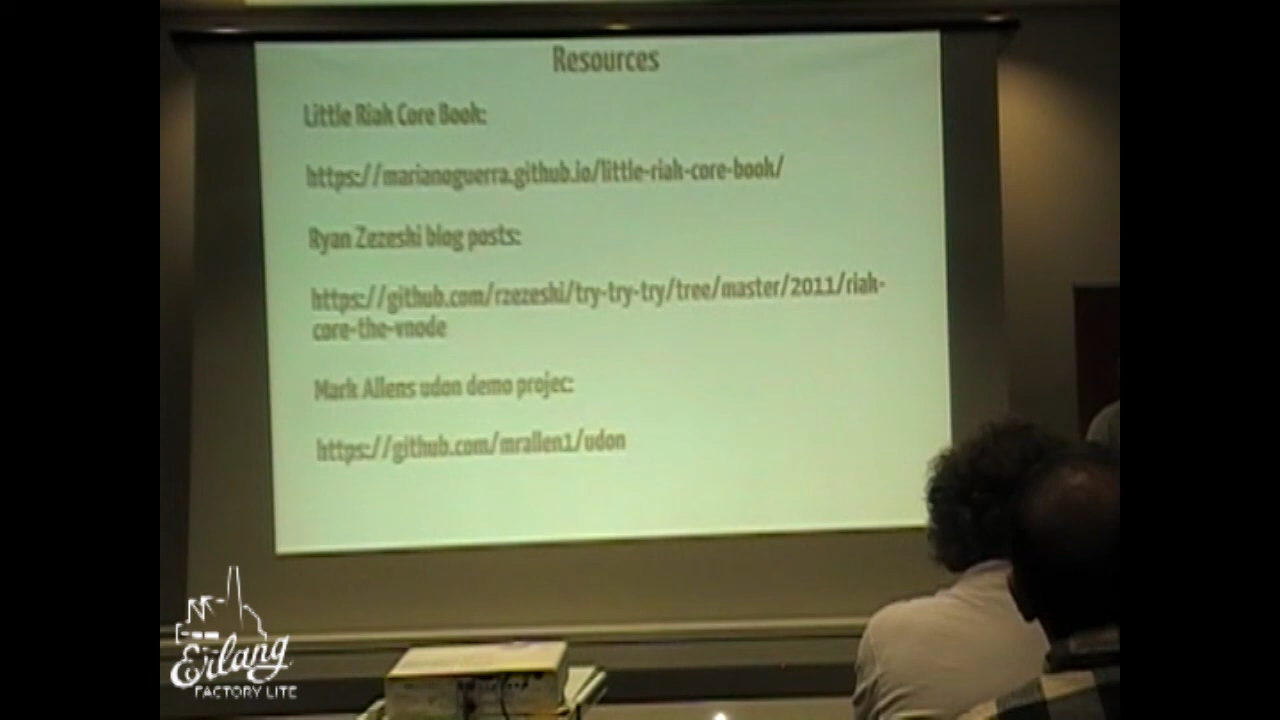 Resources
Little Riak Core Book:
https://marianoguerra.github.io/little-riak-core-book/
Ryan Zezeski blog posts:
https://github.com/rzezeski/try-try-try/tree/master/2011/riak-
core-the-vnode
Mark Allens udon demo projec:
https://github.com/mrallen1/udon
Erlang
FACTORY LITE